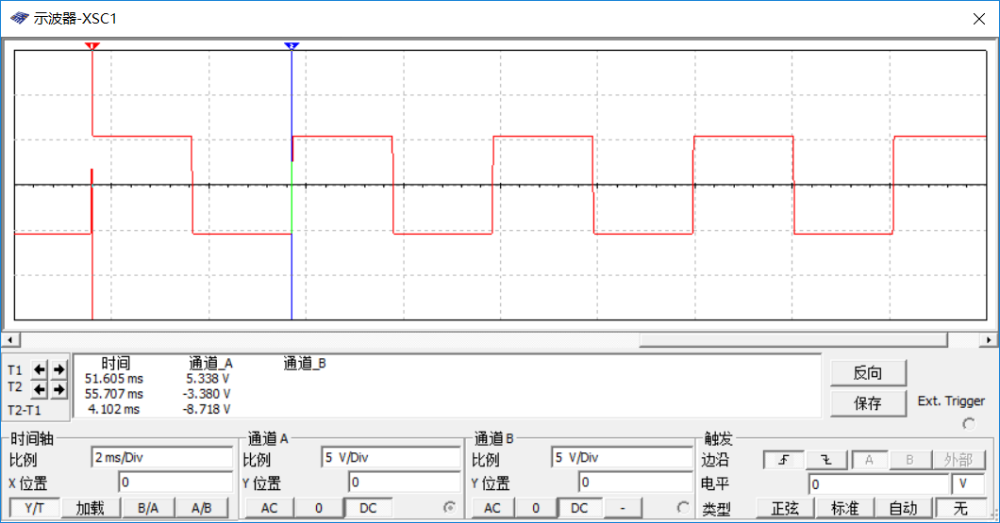 示波器-XSC1
1
2
时间 通道_A 通道_B
T1 51.605 ms 5.338 V
T2 55.707 ms -3.380 V
T2-T1 4.102 ms -8.718 V
反向
保存
Ext. Trigger
时间轴 通道 A 通道 B 触发
比例 2 ms/Div 比例 5 V/Div 比例 5 V/Div 边沿 A B 外部
X 位置 0 Y 位置 0 Y 位置 0 电平 0 V
Y/T 加载 B/A A/B AC 0 DC AC 0 DC - 类型 正弦 标准 自动 无